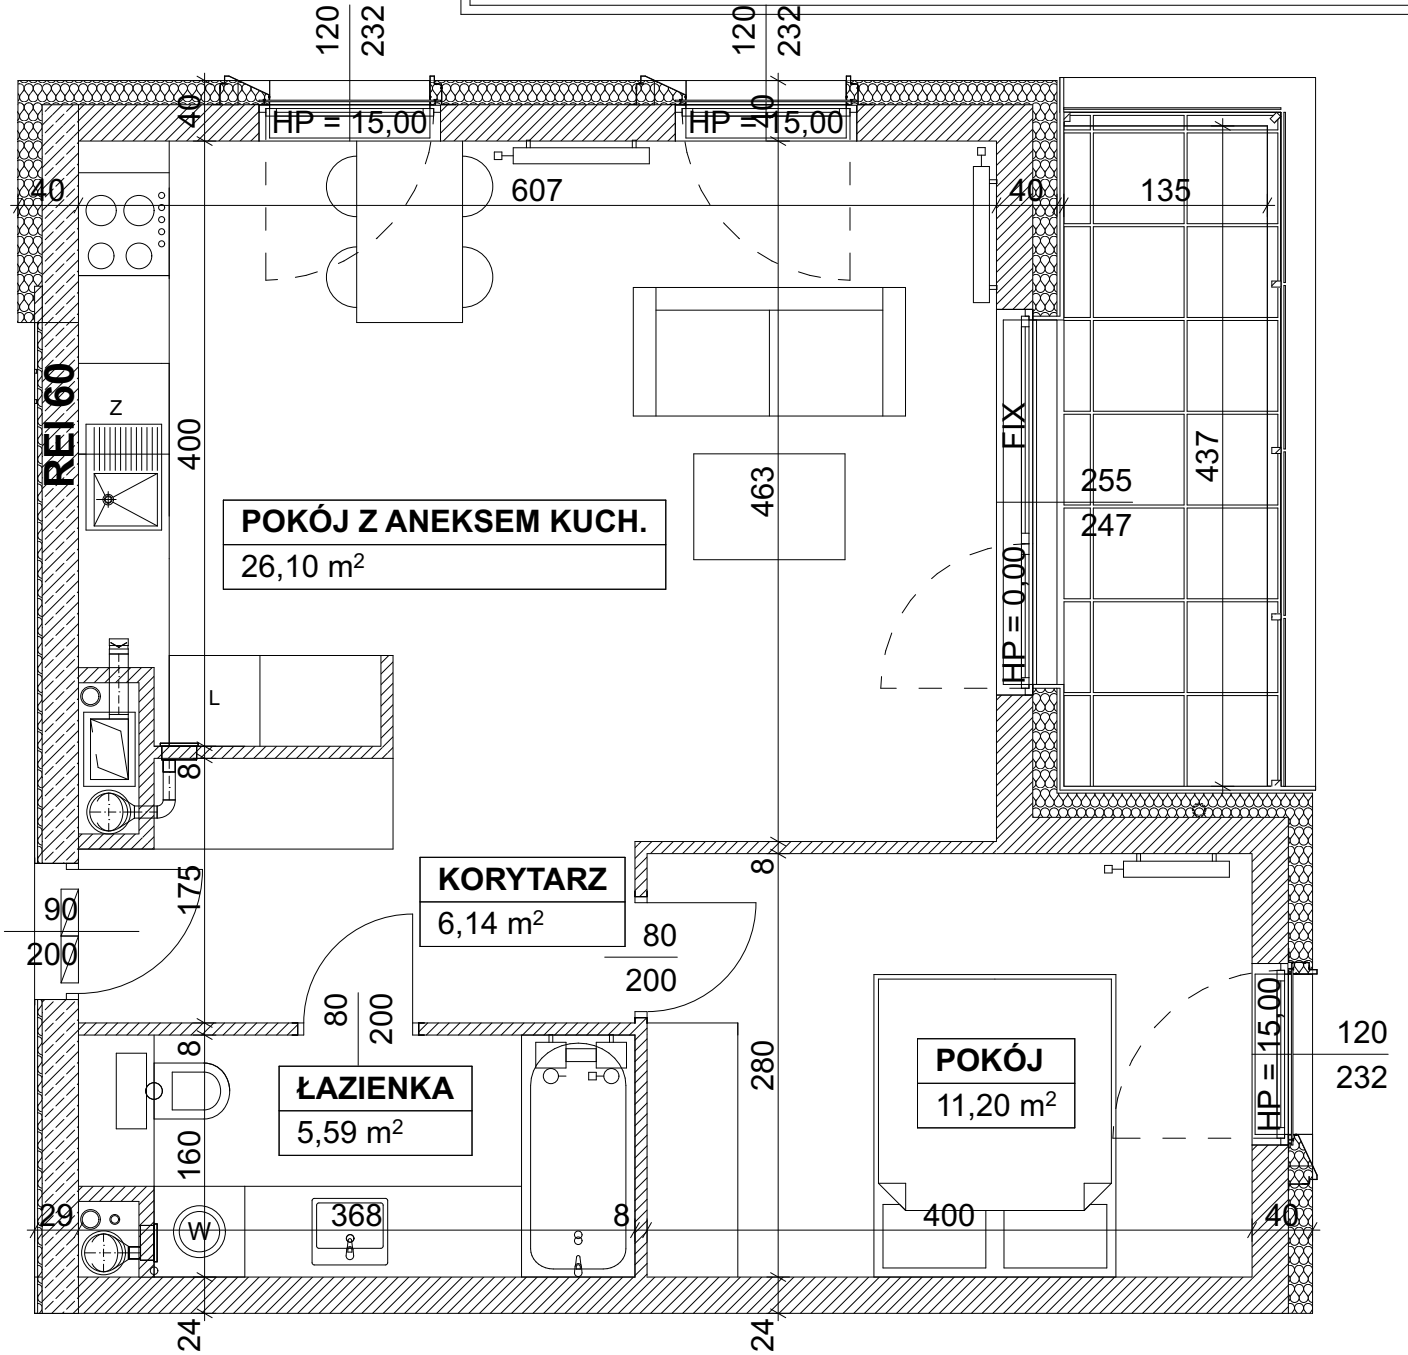 120
232
120
232
40
HP = 15,00
40
HP = 15,00
40
607
40
135
REI 60
Z
400
463
FIX
437
255
247
HP = 0,00
POKÓJ Z ANEKSEM KUCH.
26,10 m²
L
8
175
8
KORYTARZ
6,14 m²
90
200
80
200
80
200
8
280
HP = 15,00
120
232
ŁAZIENKA
5,59 m²
POKÓJ
11,20 m²
160
29
W
368
8
400
40
24
24